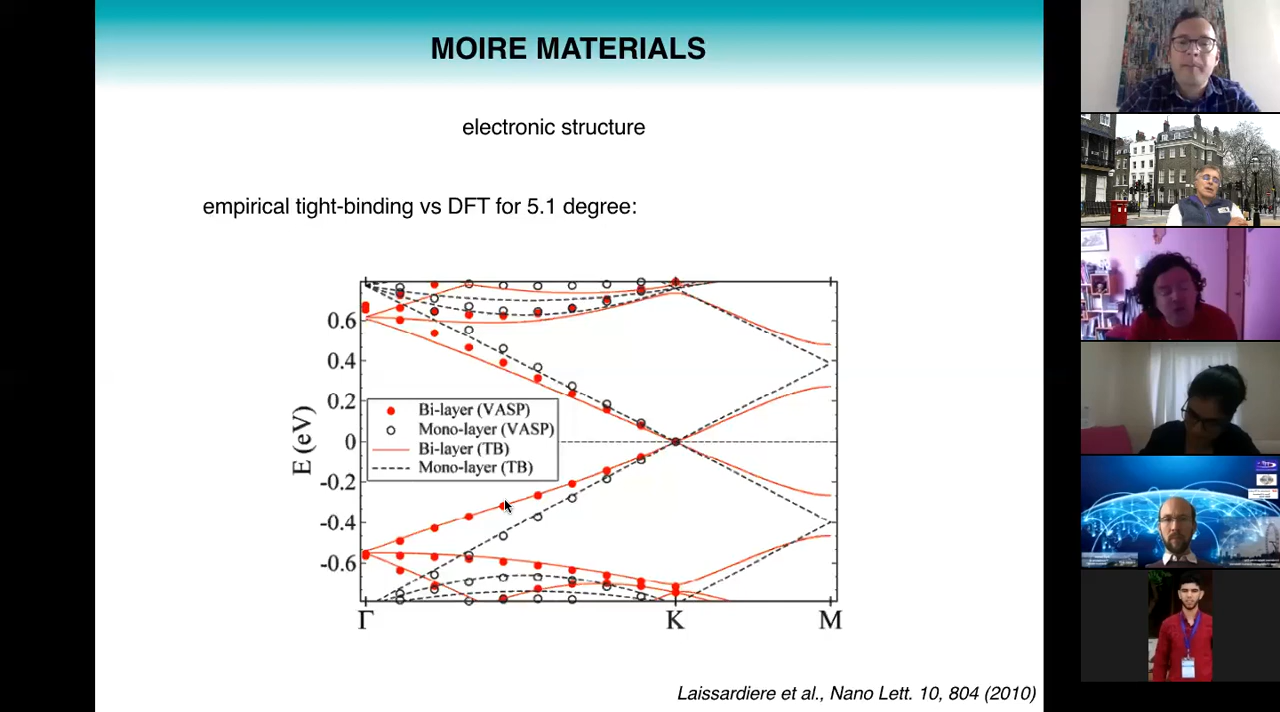 MOIRE MATERIALS
electronic structure
empirical tight-binding vs DFT for 5.1 degree:
0.6
0.4
0.2
0
-0.2
-0.4
-0.6
E (eV)
Bi-layer (VASP)
Mono-layer (VASP)
Bi-layer (TB)
Mono-layer (TB)
Γ K M
Laissardiere et al., Nano Lett. 10, 804 (2010)